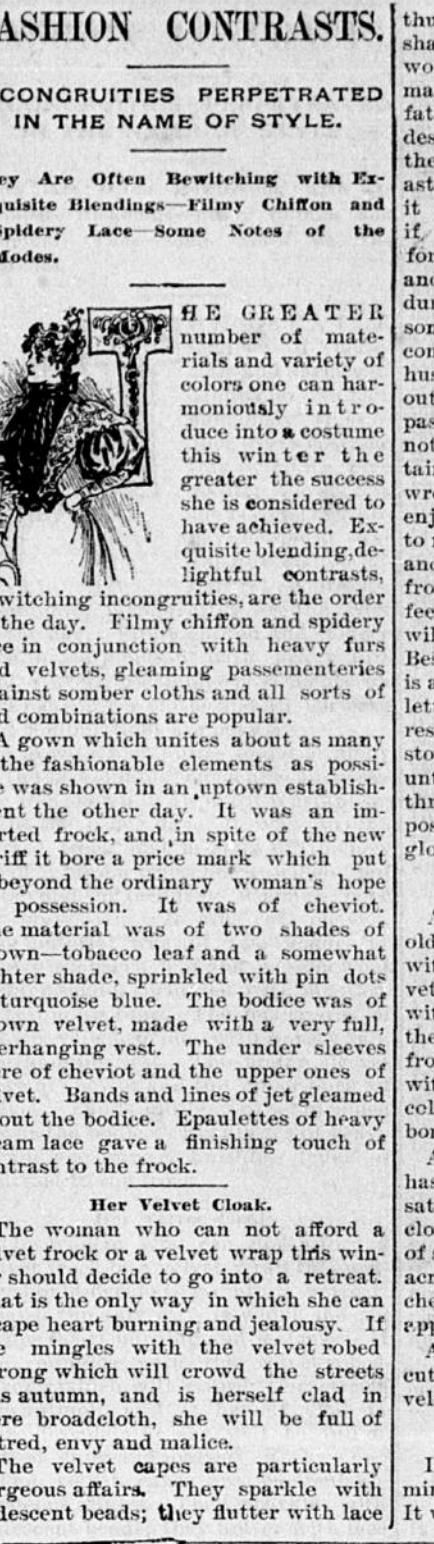 ASHION CONTRASTS.
CONGRUITIES PERPETRATED
IN THE NAME OF STYLE.
ey Are Often Bewitching with Ex-
quisite Blendings—Filmy Chiffon and
Spidery Lace—Some Notes of the
Modes.
THE GREATER
number of mate-
rials and variety of
colors one can har-
moniously intro-
duce into a costume
this winter the
greater the success
she is considered to
have achieved. Ex-
quisite blending, de-
lightful contrasts,
witching incongruities, are the order
the day. Filmy chiffon and spidery
ce in conjunction with heavy furs
d velvets, gleaming passementeries
ainst somber cloths and all sorts of
d combinations are popular.
A gown which unites about as many
the fashionable elements as possi-
e was shown in an uptown establish-
ent the other day. It was an im-
rted frock, and in spite of the new
riff it bore a price mark which put
beyond the ordinary woman's hope
possession. It was of cheviot.
e material was of two shades of
own—tobacco leaf and a somewhat
hter shade, sprinkled with pin dots
turquoise blue. The bodice was of
own velvet, made with a very full,
erhanging vest. The under sleeves
re of cheviot and the upper ones of
lvet. Bands and lines of jet gleamed
out the bodice. Epaulettes of heavy
eam lace gave a finishing touch of
ntrast to the frock.
Her Velvet Cloak.
The woman who can not afford a
lvet frock or a velvet wrap this win-
r should decide to go into a retreat.
at is the only way in which she can
cape heart burning and jealousy. If
e mingles with the velvet robed
rong which will crowd the streets
is autumn, and is herself clad in
ere broadcloth, she will be full of
tred, envy and malice.
The velvet capes are particularly
rgeous affairs. They sparkle with
idescent beads; they flutter with lace